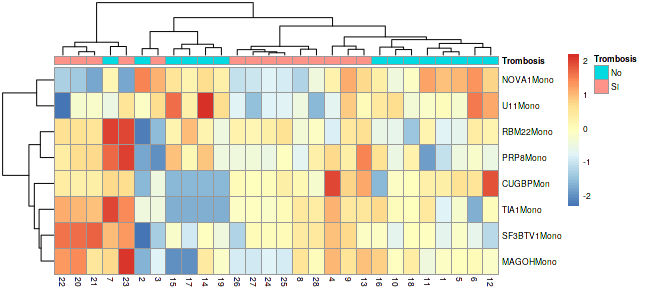 Trombosis
NOVA1Mono
U11Mono
RBM22Mono
PRP8Mono
CUGBPMon
TIA1Mono
SF3BTV1Mono
MAGOHMono
22 20 21 7 23 2 3 15 17 14 19 26 27 24 25 8 28 4 9 13 16 10 18 11 1 5 6 12
2
1
0
-1
-2
Trombosis
No
SI